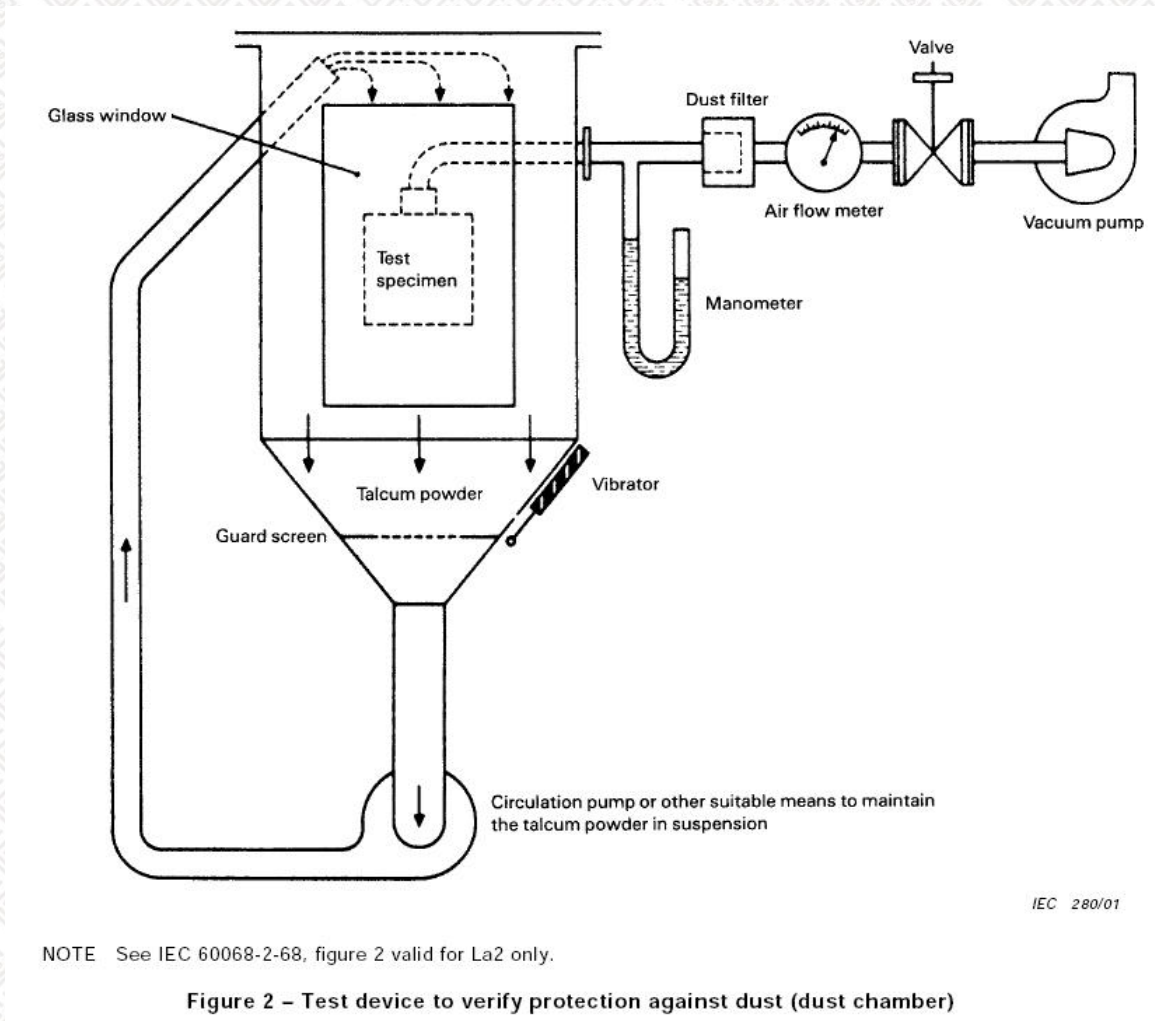 Valve
Glass window
Dust filter
Air flow meter
Vacuum pump
Test
specimen
Manometer
Talcum powder
Vibrator
Guard screen
Circulation pump or other suitable means to maintain
the talcum powder in suspension
IEC 280/01
NOTE See IEC 60068-2-68, figure 2 valid for La2 only.
Figure 2 – Test device to verify protection against dust (dust chamber)